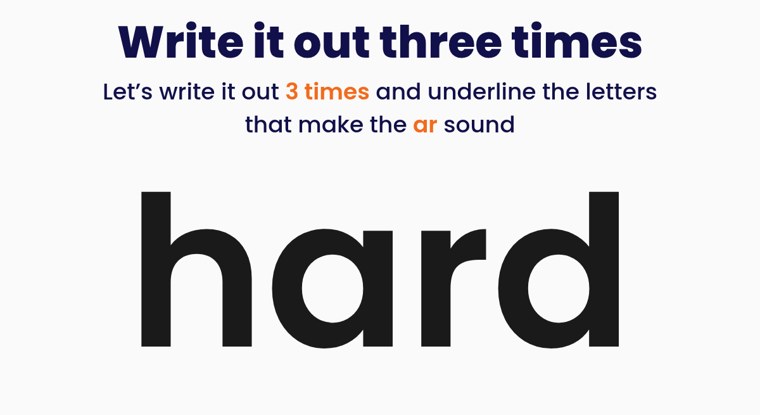 Write it out three times
Let’s write it out 3 times and underline the letters
that make the ar sound
hard